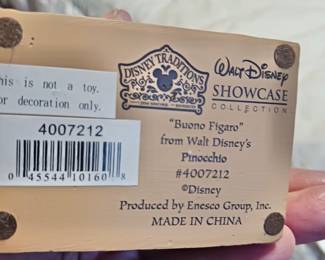 his is not a toy.
or decoration only.
4007212
0 45544 10160 8
DISNEY TRADITIONS
WALT DISNEY
SHOWCASE
COLLECTION
"Buono Figaro"
from Walt Disney's
Pinocchio
#4007212
©Disney
Produced by Enesco Group, Inc.
MADE IN CHINA